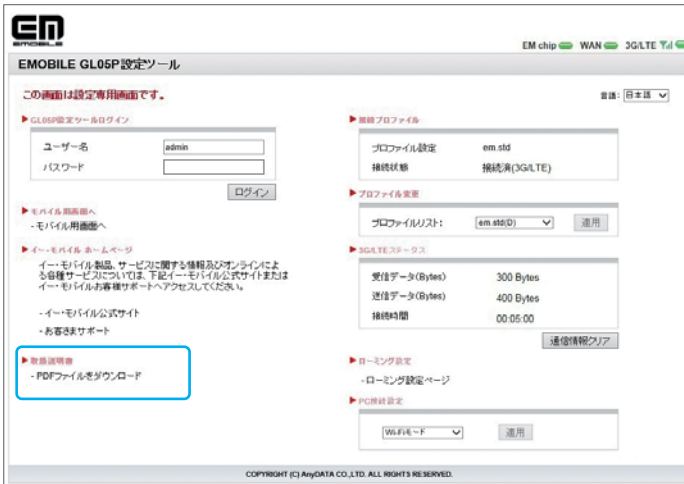 EM
EMOBILE
EM chip WAN 3G/LTE
EMOBILE GL05P設定ツール
この画面は設定専用画面です。
言語: 日本語
GL05P設定ツールログイン
ユーザー名 admin
パスワード
ログイン
モバイル用画面へ
-モバイル用画面へ
イー・モバイル ホームページ
イー・モバイル製品、サービスに関する情報及びオンラインによ
る各種サービスについては、下記イー・モバイル公式サイトまたは
イー・モバイルお客様サポートへアクセスしてください。
-イー・モバイル公式サイト
-お客さまサポート
取扱説明書
-PDFファイルをダウンロード
接続プロファイル
プロファイル設定 em.std
接続状態 接続済(3G/LTE)
プロファイル変更
プロファイルリスト: em.std(D) 適用
3G/LTEステータス
受信データ(Bytes) 300 Bytes
送信データ(Bytes) 400 Bytes
接続時間 00:05:00
通信情報クリア
ローミング設定
-ローミング設定ページ
PC接続設定
Wi-Fiモード 適用
COPYRIGHT (C) AnyDATA CO.,LTD. ALL RIGHTS RESERVED.